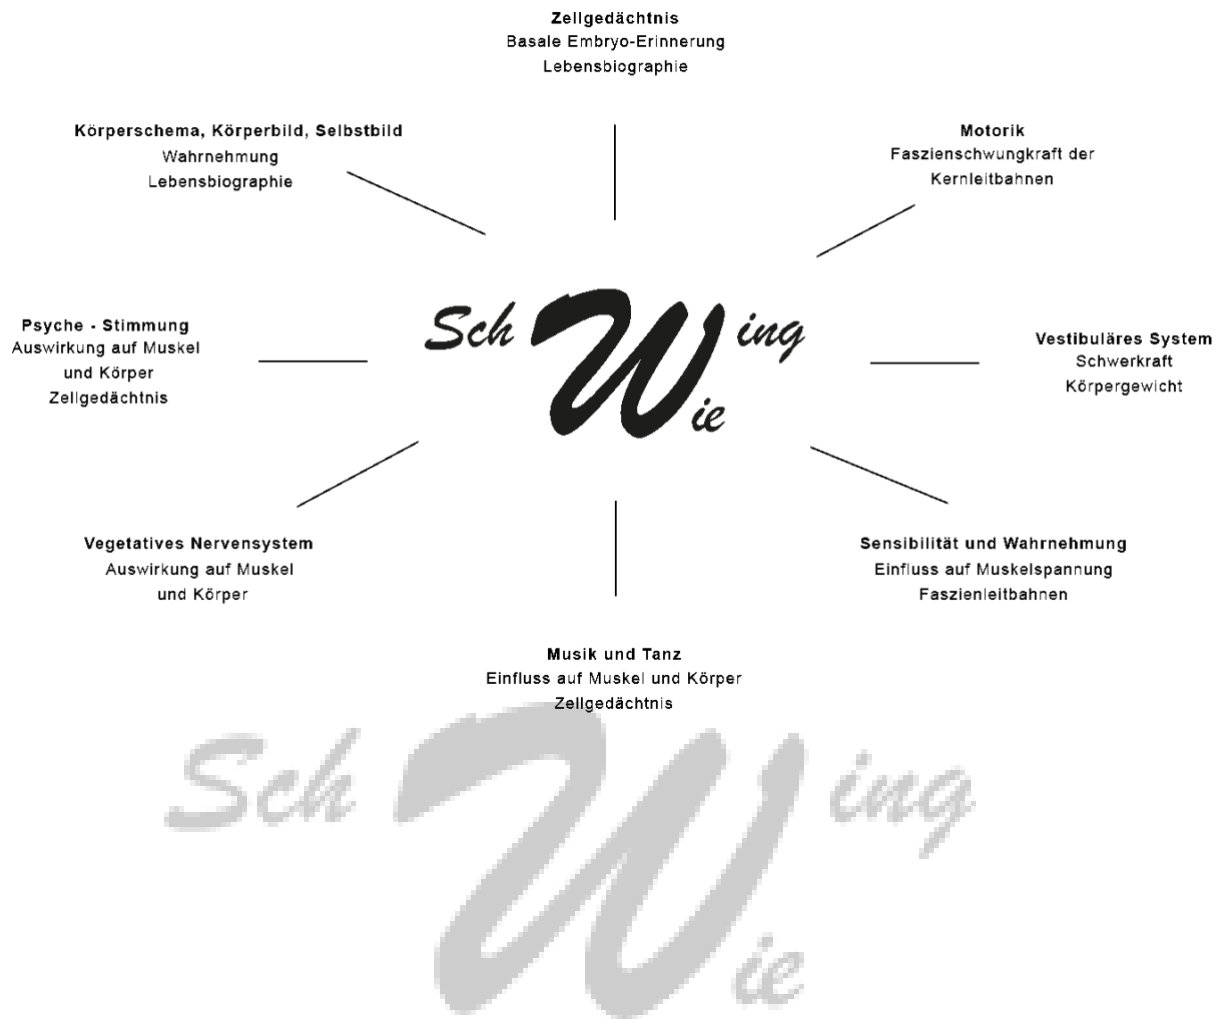 Zellgedächtnis
Basale Embryo-Erinnerung
Lebensbiographie
Körperschema, Körperbild, Selbstbild
Wahrnehmung
Lebensbiographie
Motorik
Faszienschwungkraft der
Kernleitbahnen
Psyche - Stimmung
Auswirkung auf Muskel
und Körper
Zellgedächtnis
Sch W ing
ie
Vestibuläres System
Schwerkraft
Körpergewicht
Vegetatives Nervensystem
Auswirkung auf Muskel
und Körper
Sensibilität und Wahrnehmung
Einfluss auf Muskelspannung
Faszienleitbahnen
Musik und Tanz
Einfluss auf Muskel und Körper
Zellgedächtnis
Sch W ing
ie